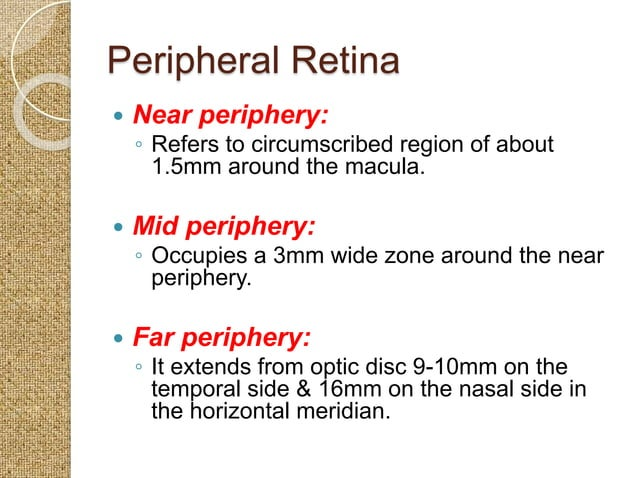 Peripheral Retina
• Near periphery:
◦ Refers to circumscribed region of about
1.5mm around the macula.
• Mid periphery:
◦ Occupies a 3mm wide zone around the near
periphery.
• Far periphery:
◦ It extends from optic disc 9-10mm on the
temporal side & 16mm on the nasal side in
the horizontal meridian.